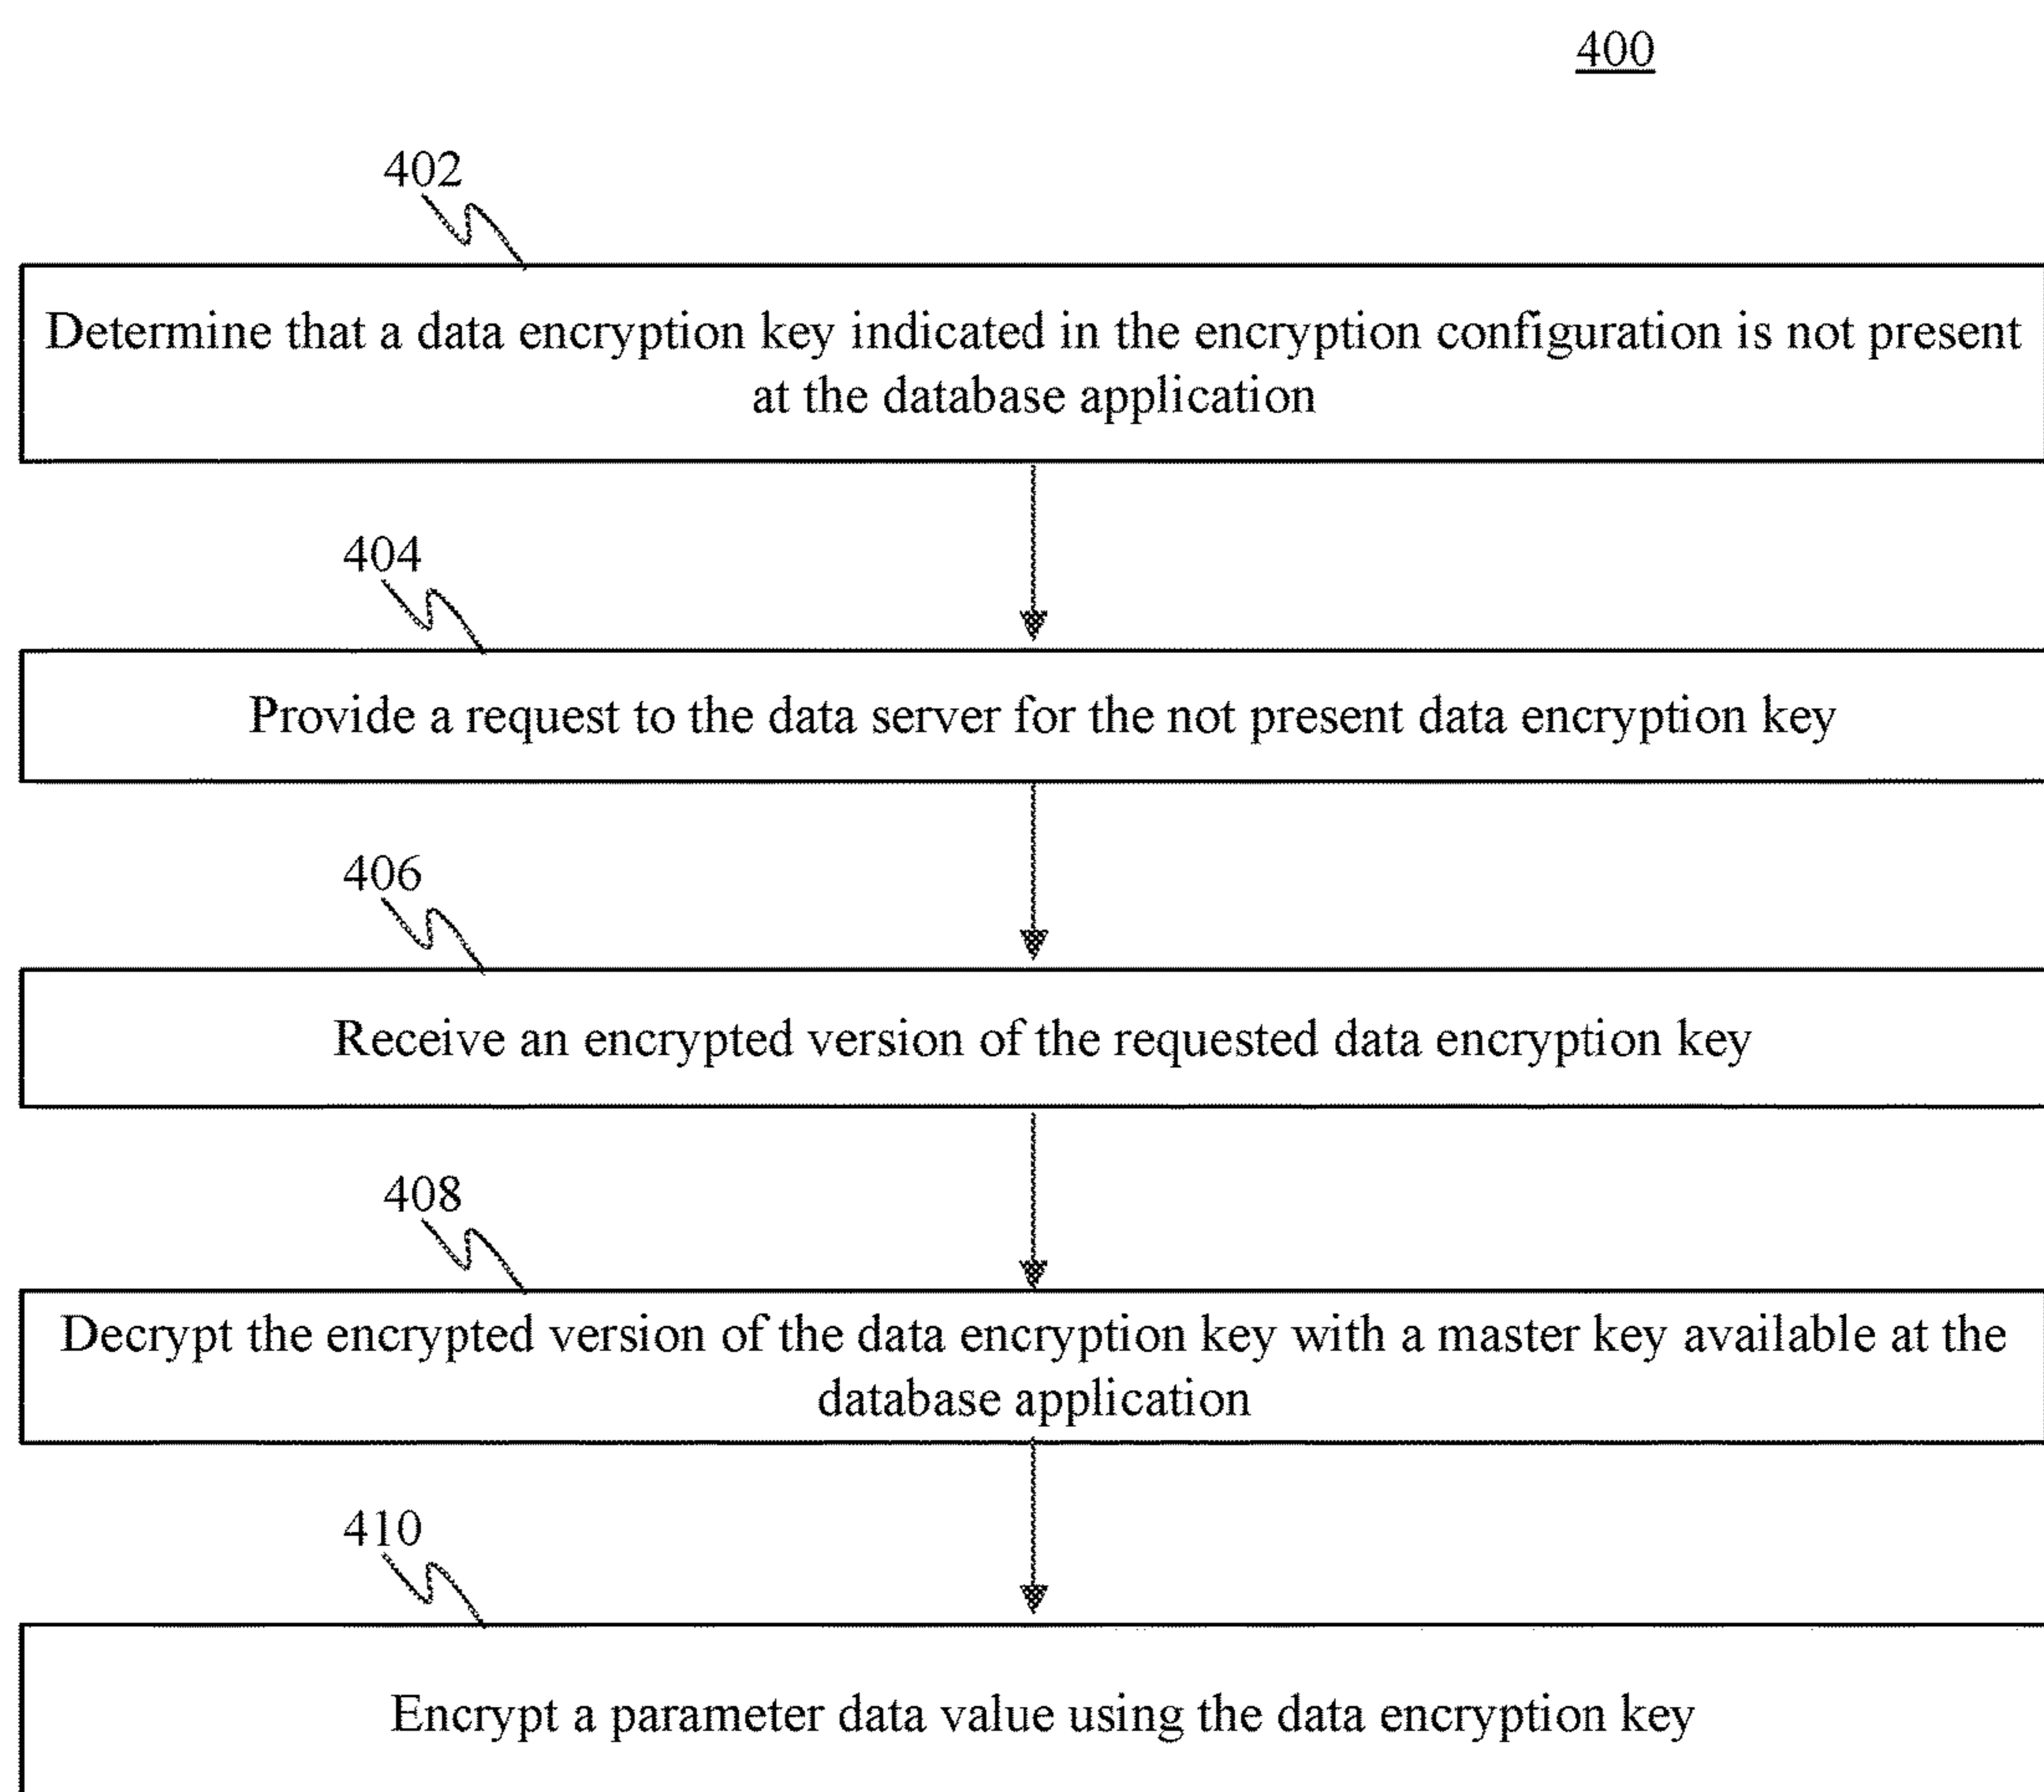 400
402
Determine that a data encryption key indicated in the encryption configuration is not present
at the database application
404
Provide a request to the data server for the not present data encryption key
406
Receive an encrypted version of the requested data encryption key
408
Decrypt the encrypted version of the data encryption key with a master key available at the
database application
410
Encrypt a parameter data value using the data encryption key